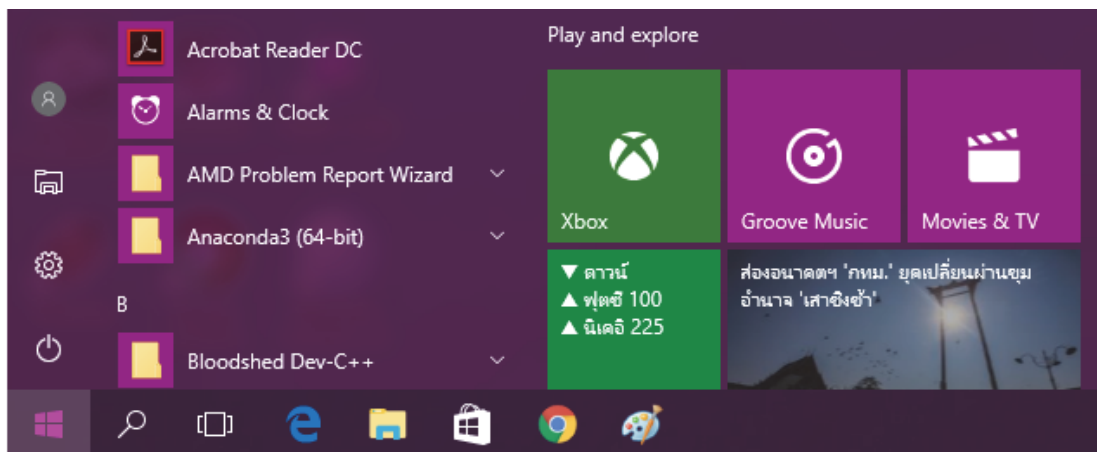 Acrobat Reader DC
Alarms & Clock
AMD Problem Report Wizard
Anaconda3 (64-bit)
B
Bloodshed Dev-C++
Play and explore
Xbox
Groove Music
Movies & TV
▼ ดาวน์
▲ ฟุตซี 100
▲ นิเคอิ 225
ส่องอนาคตฯ 'กทม.' ยุคเปลี่ยนผ่านขุม
อำนาจ 'เสาชิงช้า'